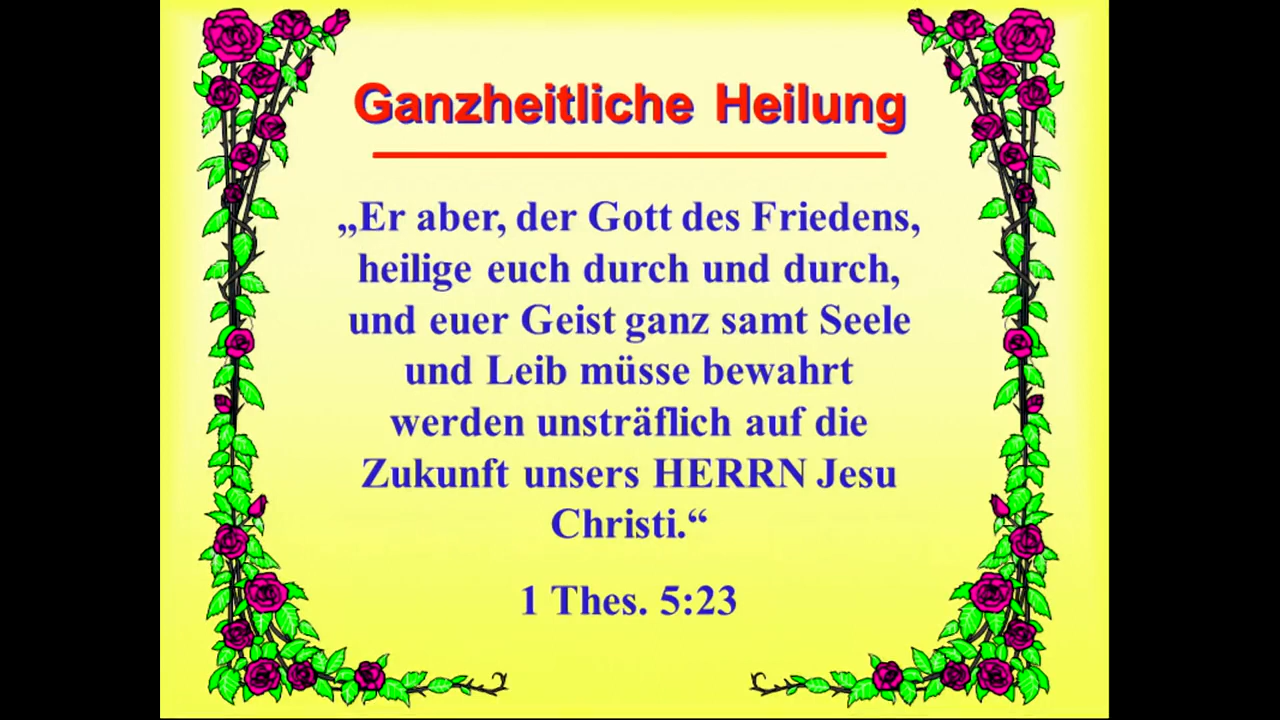 Ganzheitliche Heilung
„Er aber, der Gott des Friedens,
heilige euch durch und durch,
und euer Geist ganz samt Seele
und Leib müsse bewahrt
werden unsträflich auf die
Zukunft unsers HERRN Jesu
Christi.“
1 Thes. 5:23